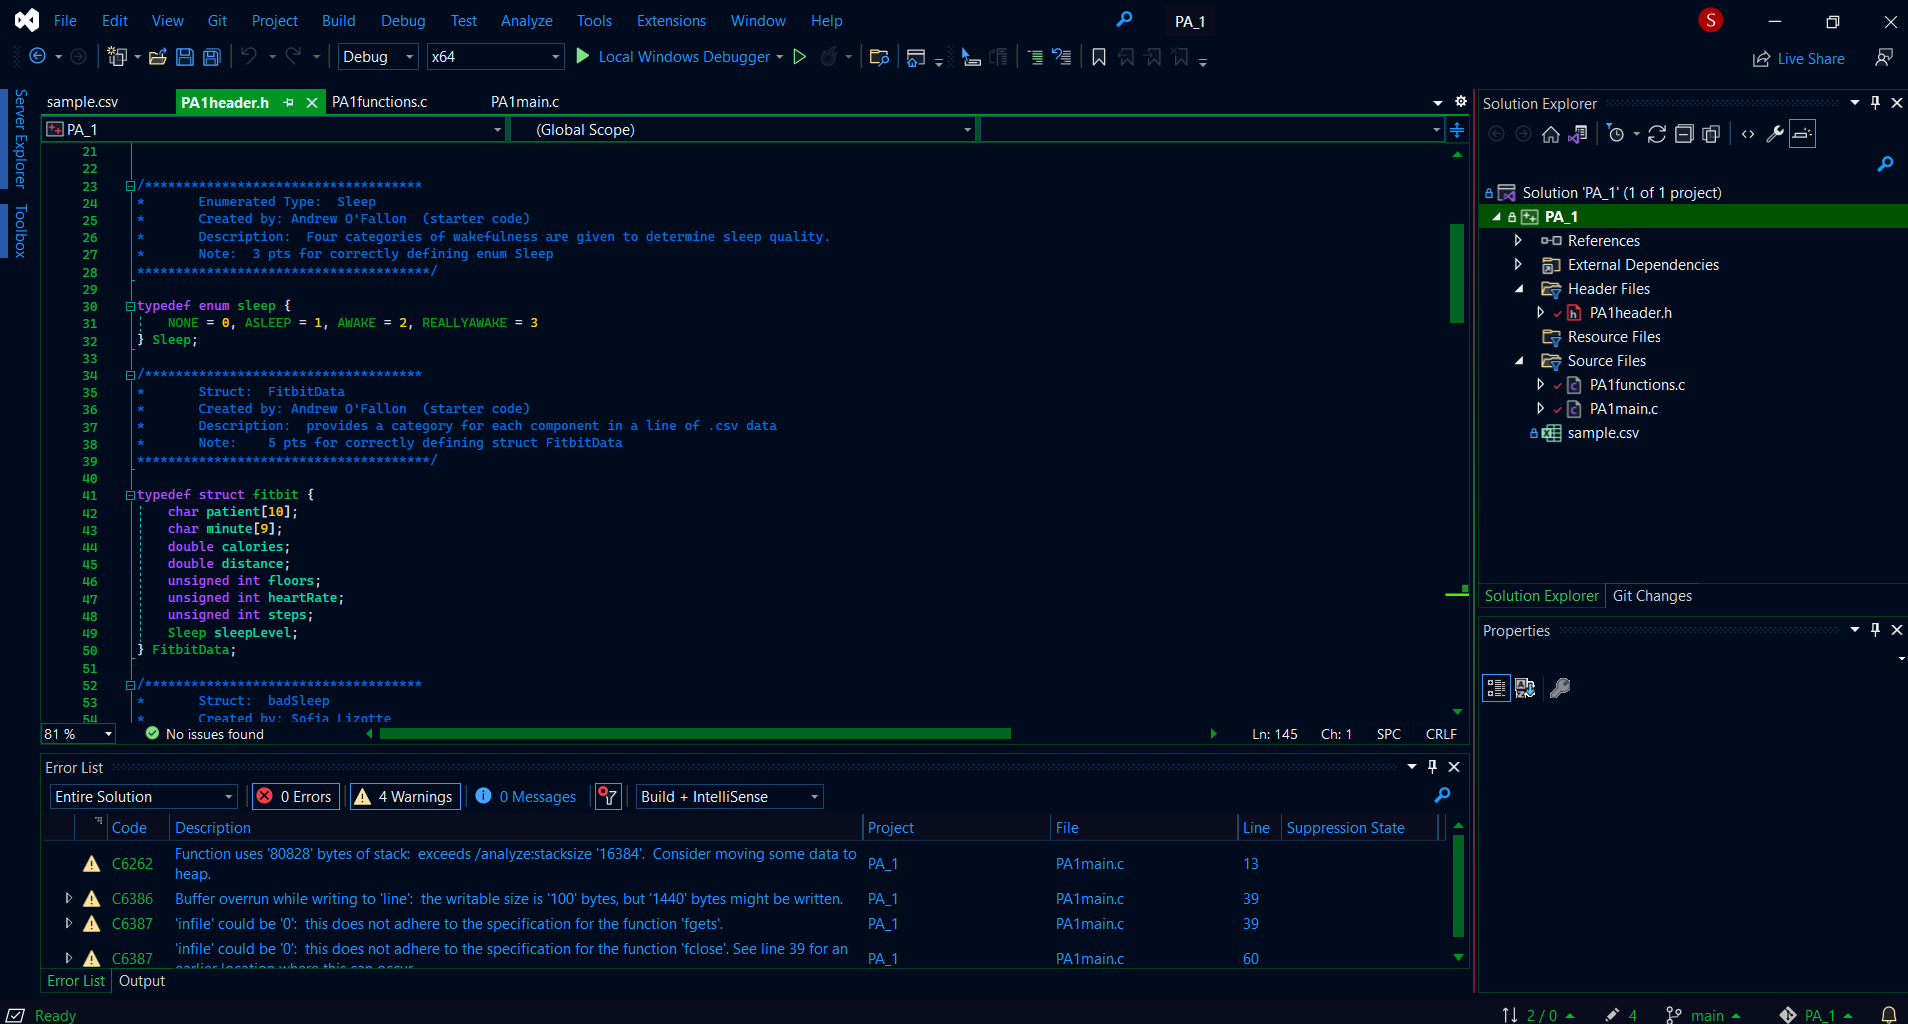 File Edit View Git Project Build Debug Test Analyze Tools Extensions Window Help PA_1 S
Debug x64 Local Windows Debugger Live Share
Server Explorer
Toolbox
sample.csv PA1header.h PA1functions.c PA1main.c
PA_1 (Global Scope)
21
22
23 /************************************
24 * Enumerated Type: Sleep
25 * Created by: Andrew O'Fallon (starter code)
26 * Description: Four categories of wakefulness are given to determine sleep quality.
27 * Note: 3 pts for correctly defining enum Sleep
28 **************************************/
29
30 typedef enum sleep {
31 NONE = 0, ASLEEP = 1, AWAKE = 2, REALLYAWAKE = 3
32 } Sleep;
33
34 /************************************
35 * Struct: FitbitData
36 * Created by: Andrew O'Fallon (starter code)
37 * Description: provides a category for each component in a line of .csv data
38 * Note: 5 pts for correctly defining struct FitbitData
39 **************************************/
40
41 typedef struct fitbit {
42 char patient[10];
43 char minute[9];
44 double calories;
45 double distance;
46 unsigned int floors;
47 unsigned int heartRate;
48 unsigned int steps;
49 Sleep sleepLevel;
50 } FitbitData;
51
52 /************************************
53 * Struct: badSleep
54 * Created by: Sofia Lizotte
81 % No issues found Ln: 145 Ch: 1 SPC CRLF
Error List
Entire Solution 0 Errors 4 Warnings 0 Messages Build + IntelliSense
Code Description Project File Line Suppression State
C6262 Function uses '80828' bytes of stack: exceeds /analyze:stacksize '16384'. Consider moving some data to heap. PA_1 PA1main.c 13
C6386 Buffer overrun while writing to 'line': the writable size is '100' bytes, but '1440' bytes might be written. PA_1 PA1main.c 39
C6387 'infile' could be '0': this does not adhere to the specification for the function 'fgets'. PA_1 PA1main.c 39
C6387 'infile' could be '0': this does not adhere to the specification for the function 'fclose'. See line 39 for an earlier location where this can occur PA_1 PA1main.c 60
Error List Output
Solution Explorer
Solution 'PA_1' (1 of 1 project)
PA_1
References
External Dependencies
Header Files
PA1header.h
Resource Files
Source Files
PA1functions.c
PA1main.c
sample.csv
Solution Explorer Git Changes
Properties
Ready 2 / 0 4 main PA_1